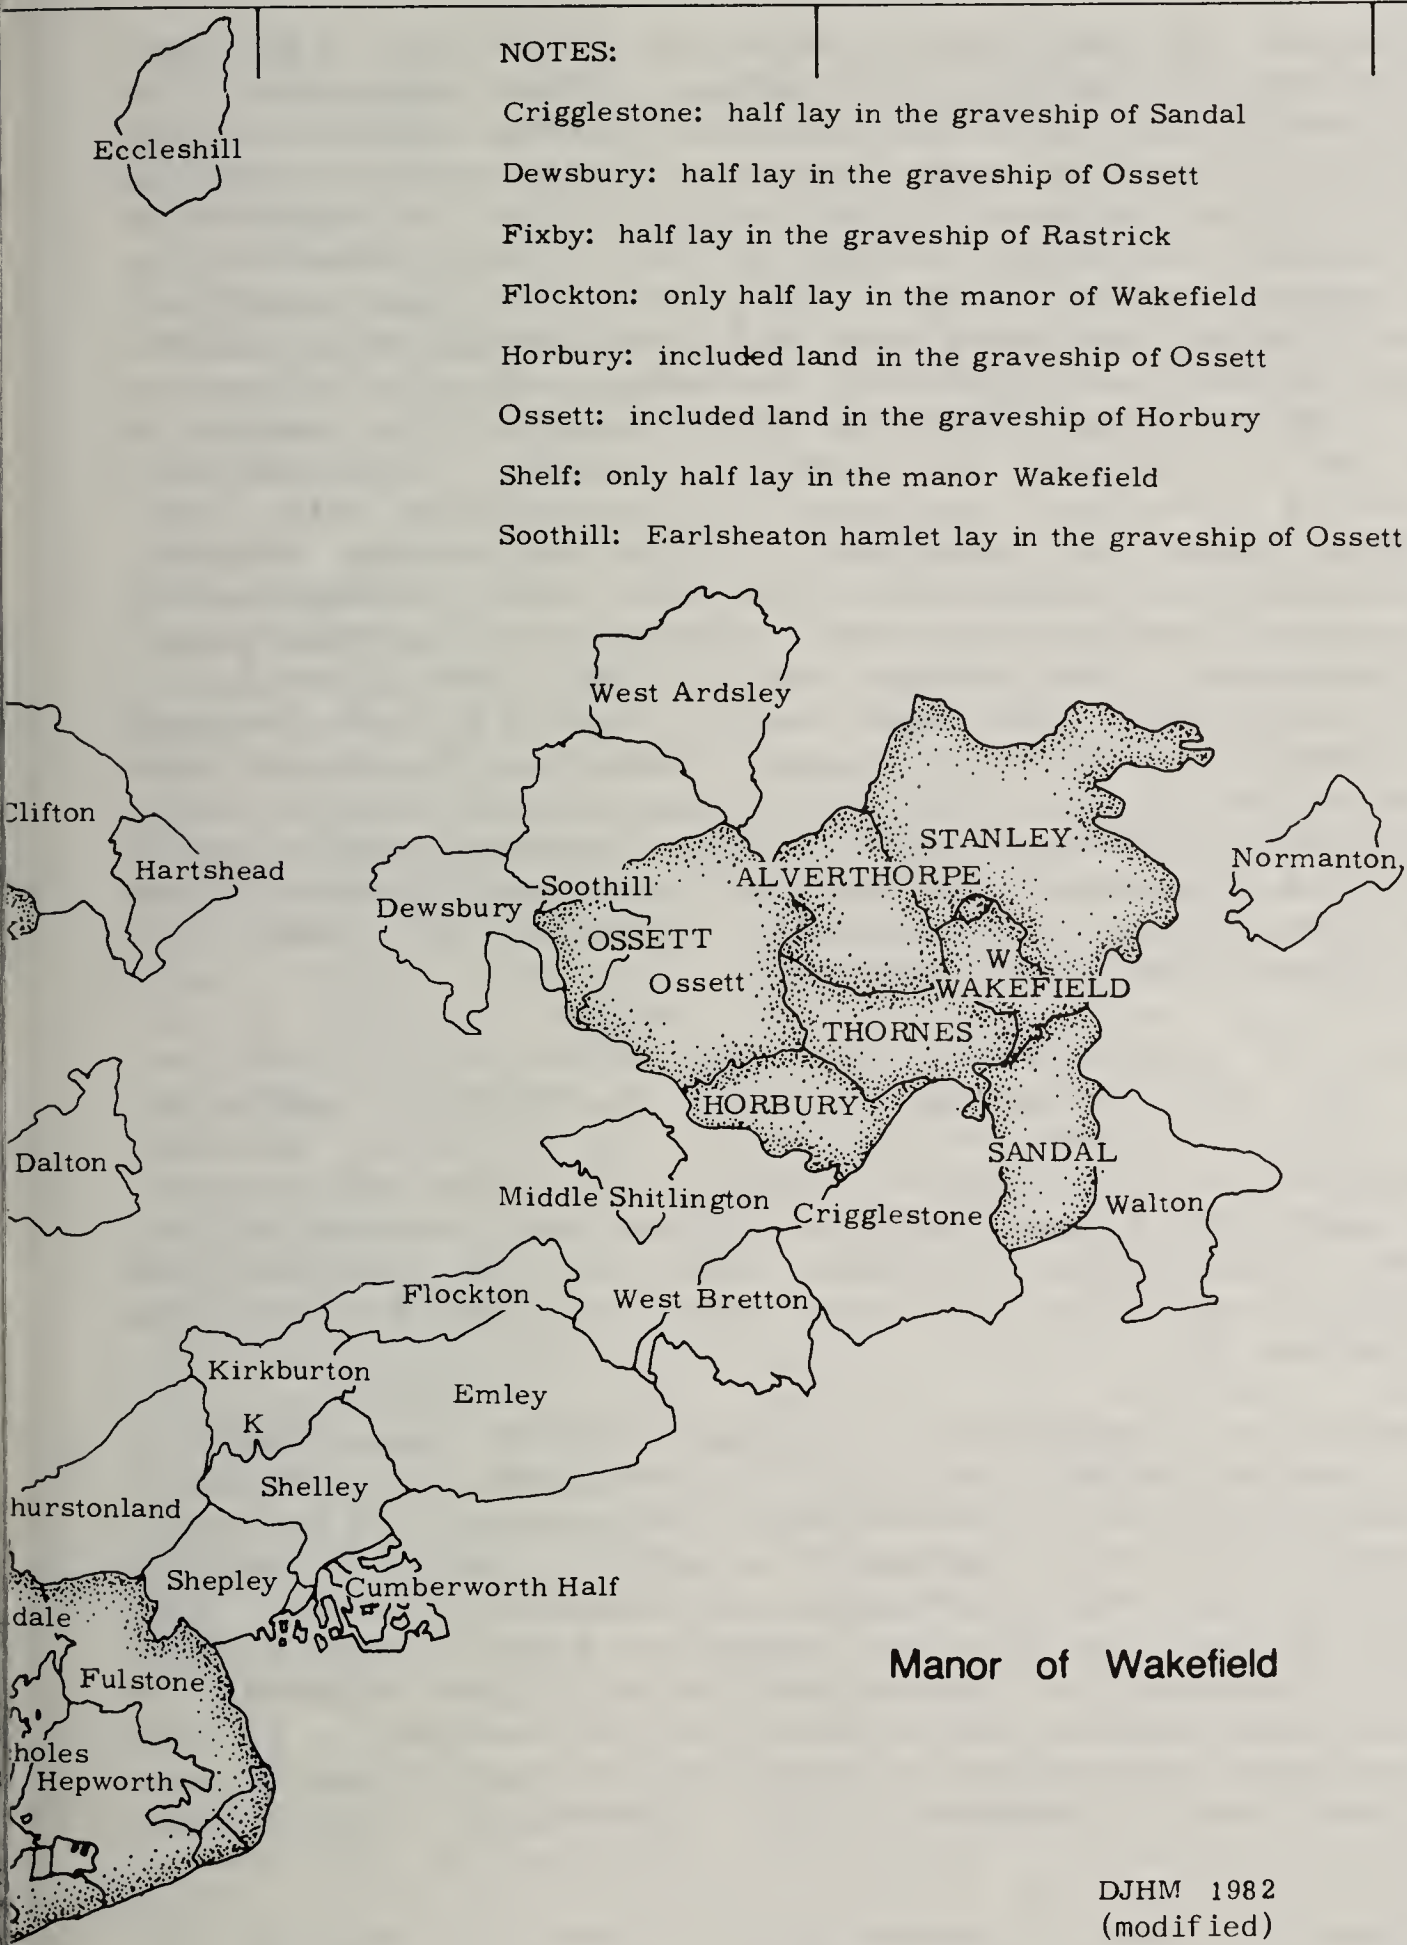 NOTES:
Eccleshill
Crigglestone: half lay in the graveship of Sandal
Dewsbury: half lay in the graveship of Ossett
Fixby: half lay in the graveship of Rastrick
Flockton: only half lay in the manor of Wakefield
Horbury: included land in the graveship of Ossett
Ossett: included land in the graveship of Horbury
Shelf: only half lay in the manor Wakefield
Soothill: Earlsheaton hamlet lay in the graveship of Ossett
West Ardsley
Clifton
STANLEY
Hartshead
Normanton
ALVERTHORPE
Soothill
Dewsbury
OSSETT
W
Ossett
WAKEFIELD
THORNES
HORBURY
Dalton
SANDAL
Middle Shitlington
Crigglestone
Walton
Flockton
West Bretton
Kirkburton
Emley
K
Shelley
hurstonland
Shepley
Cumberworth Half
dale
Fulstone
Manor of Wakefield
holes
Hepworth
DJHM 1982
(modified)